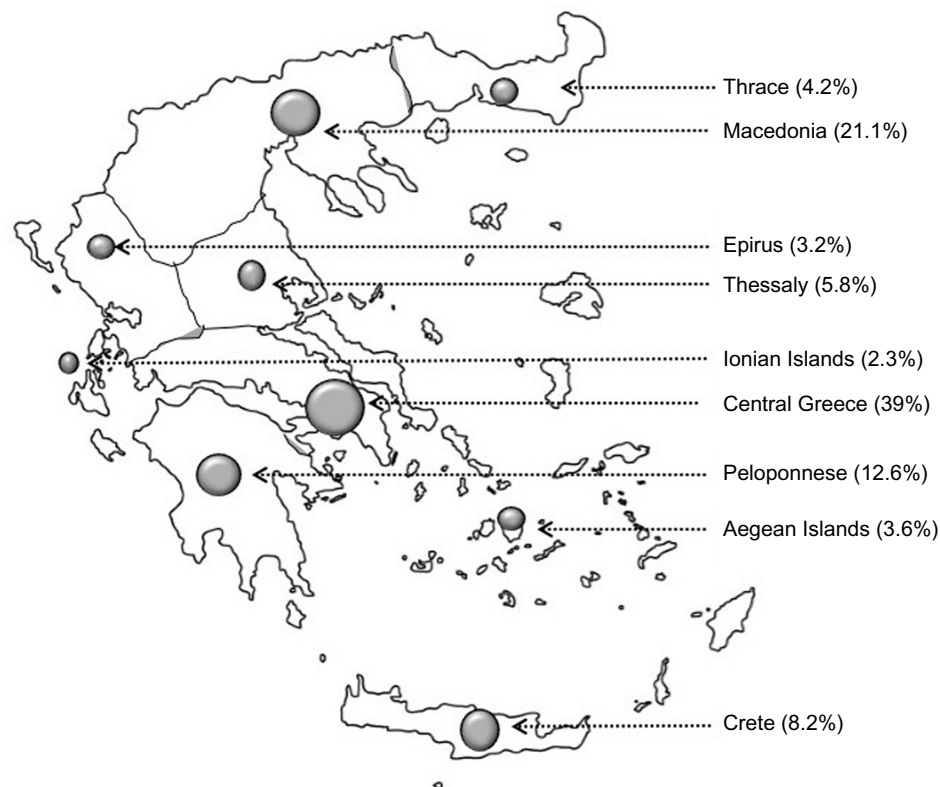 Thrace (4.2%)
Macedonia (21.1%)
Epirus (3.2%)
Thessaly (5.8%)
Ionian Islands (2.3%)
Central Greece (39%)
Peloponnese (12.6%)
Aegean Islands (3.6%)
Crete (8.2%)